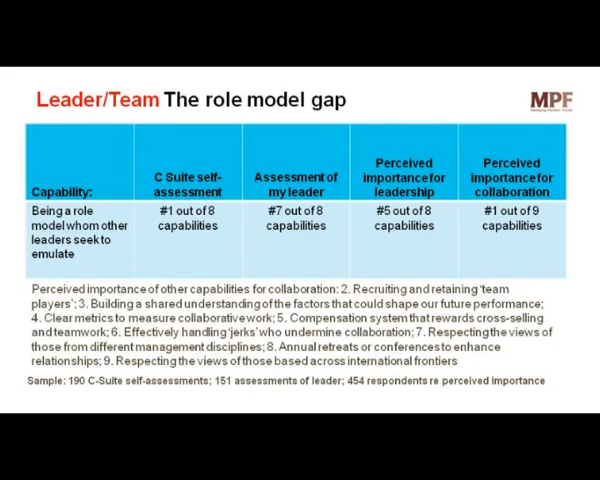 Leader/Team The role model gap
MPF
Capability:
C Suite self-
assessment
Assessment of
my leader
Perceived
importance for
leadership
Perceived
importance for
collaboration
Being a role
model whom other
leaders seek to
emulate
#1 out of 8
capabilities
#7 out of 8
capabilities
#5 out of 8
capabilities
#1 out of 9
capabilities
Perceived importance of other capabilities for collaboration: 2. Recruiting and retaining 'team
players'; 3. Building a shared understanding of the factors that could shape our future performance;
4. Clear metrics to measure collaborative work; 5. Compensation system that rewards cross-selling
and teamwork; 6. Effectively handling 'jerks' who undermine collaboration; 7. Respecting the views of
those from different management disciplines; 8. Annual retreats or conferences to enhance
relationships; 9. Respecting the views of those based across international frontiers
Sample: 190 C-Suite self-assessments; 151 assessments of leader; 454 respondents re perceived importance